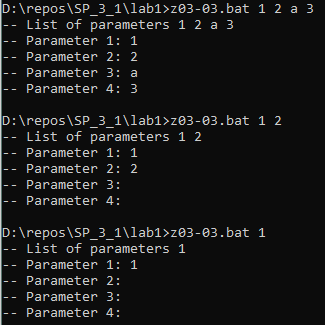 D:\repos\SP_3_1\lab1>z03-03.bat 1 2 a 3
-- List of parameters 1 2 a 3
-- Parameter 1: 1
-- Parameter 2: 2
-- Parameter 3: a
-- Parameter 4: 3
D:\repos\SP_3_1\lab1>z03-03.bat 1 2
-- List of parameters 1 2
-- Parameter 1: 1
-- Parameter 2: 2
-- Parameter 3:
-- Parameter 4:
D:\repos\SP_3_1\lab1>z03-03.bat 1
-- List of parameters 1
-- Parameter 1: 1
-- Parameter 2:
-- Parameter 3:
-- Parameter 4: